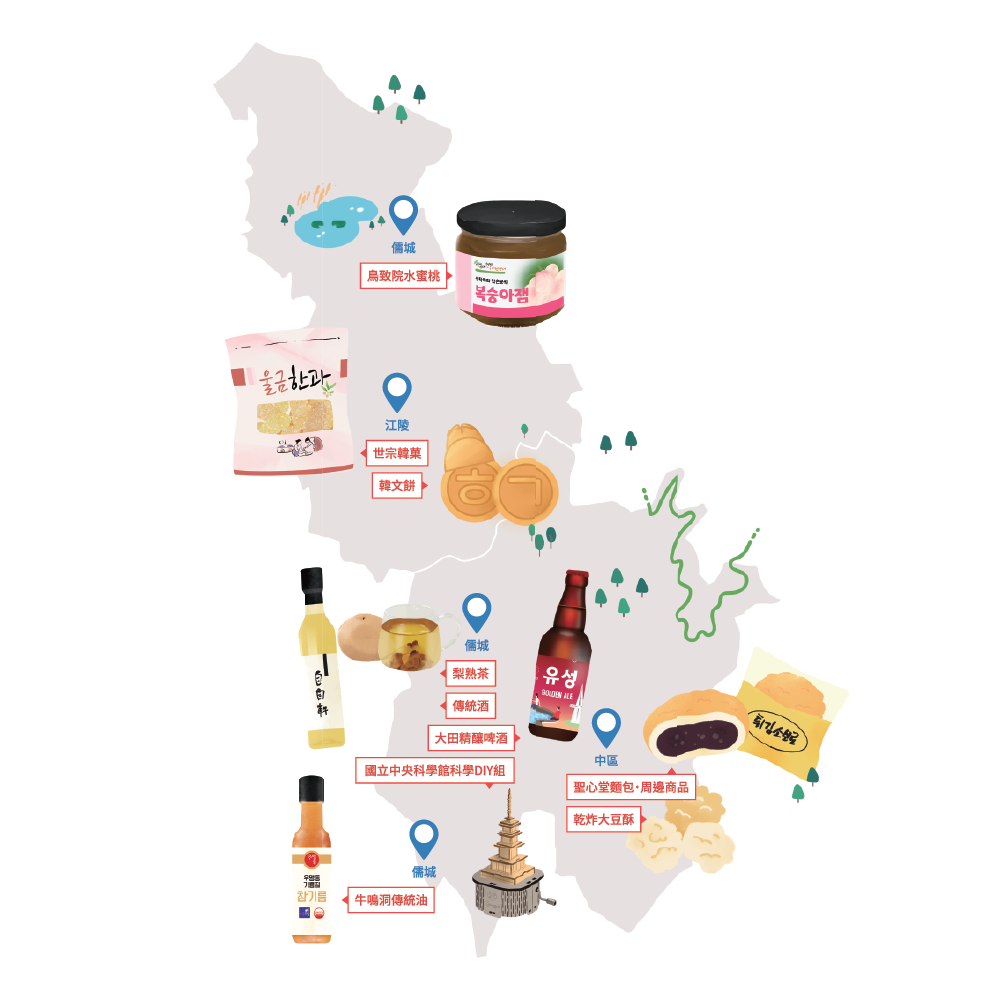 儒城
鳥致院水蜜桃
복숭아잼
울금한과
江陵
世宗韓菓
韓文餅
ㅎ ㄱ
儒城
梨熟茶
傳統酒
自自軒
유성
GOLDEN ALE
大田精釀啤酒
中區
튀김소보로
國立中央科學館科學DIY組
聖心堂麵包·周邊商品
乾炸大豆酥
儒城
우명동
기름집
참기름
牛鳴洞傳統油